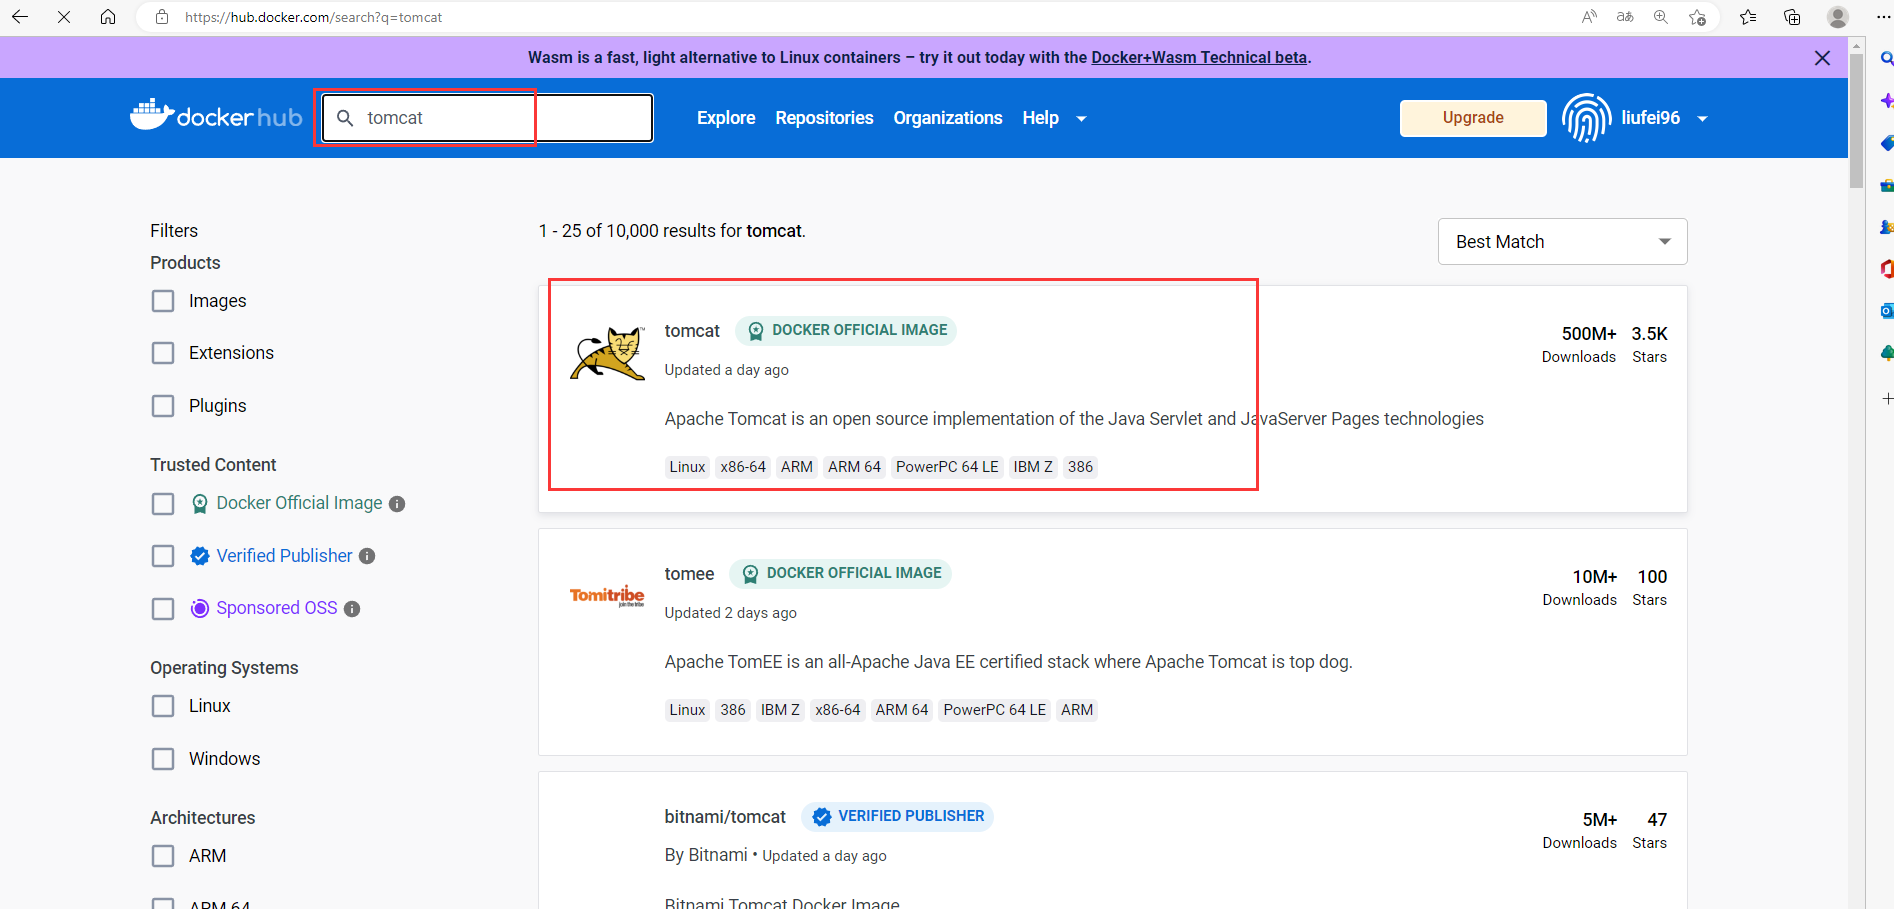 https://hub.docker.com/search?q=tomcat
Wasm is a fast, light alternative to Linux containers – try it out today with the Docker+Wasm Technical beta.
dockerhub
tomcat
Explore
Repositories
Organizations
Help
Upgrade
liufei96
Filters
Products
Images
Extensions
Plugins
Trusted Content
Docker Official Image
Verified Publisher
Sponsored OSS
Operating Systems
Linux
Windows
Architectures
ARM
ARM 64
1 - 25 of 10,000 results for tomcat.
Best Match
tomcat
DOCKER OFFICIAL IMAGE
Updated a day ago
Apache Tomcat is an open source implementation of the Java Servlet and JavaServer Pages technologies
Linux x86-64 ARM ARM 64 PowerPC 64 LE IBM Z 386
500M+ 3.5K
Downloads Stars
Tomitribe
join the tribe
tomee
DOCKER OFFICIAL IMAGE
Updated 2 days ago
Apache TomEE is an all-Apache Java EE certified stack where Apache Tomcat is top dog.
Linux 386 IBM Z x86-64 ARM 64 PowerPC 64 LE ARM
10M+ 100
Downloads Stars
bitnami/tomcat
VERIFIED PUBLISHER
By Bitnami • Updated a day ago
Bitnami Tomcat Docker Image
5M+ 47
Downloads Stars